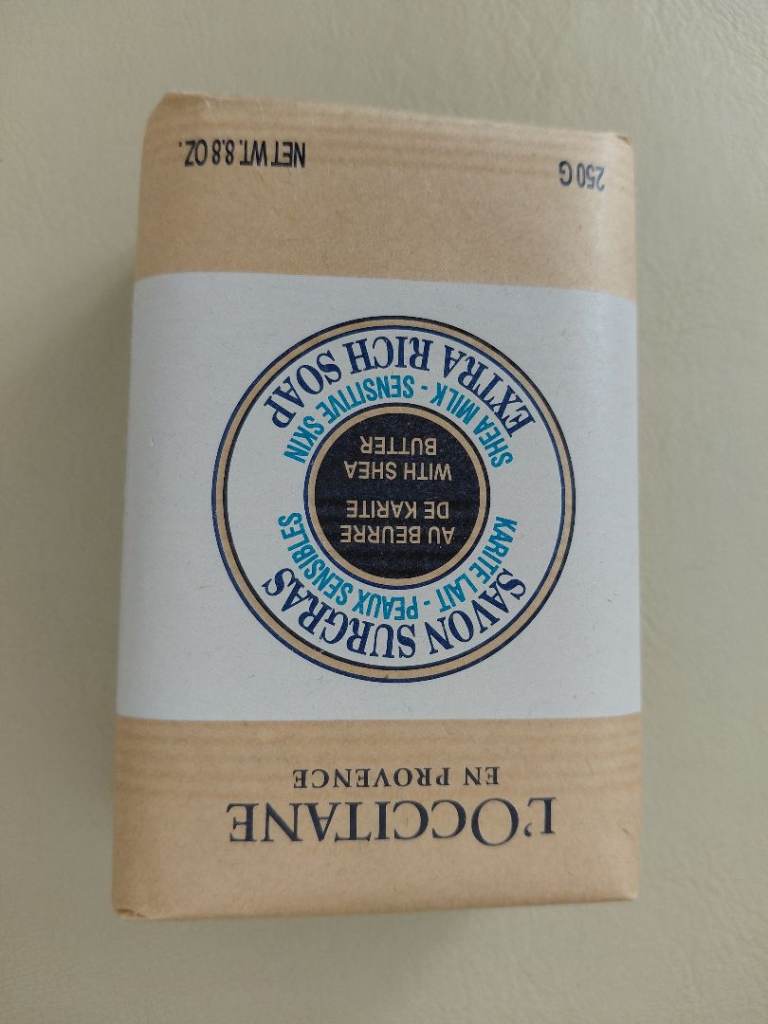 L'OCCITANE
EN PROVENCE
SAVON SURGRAS
KARITE LAIT - PEAUX SENSIBLES
AU BEURRE
DE KARITE
WITH SHEA
BUTTER
SHEA MILK - SENSITIVE SKIN
EXTRA RICH SOAP
250 G
NET WT. 8.8 OZ.